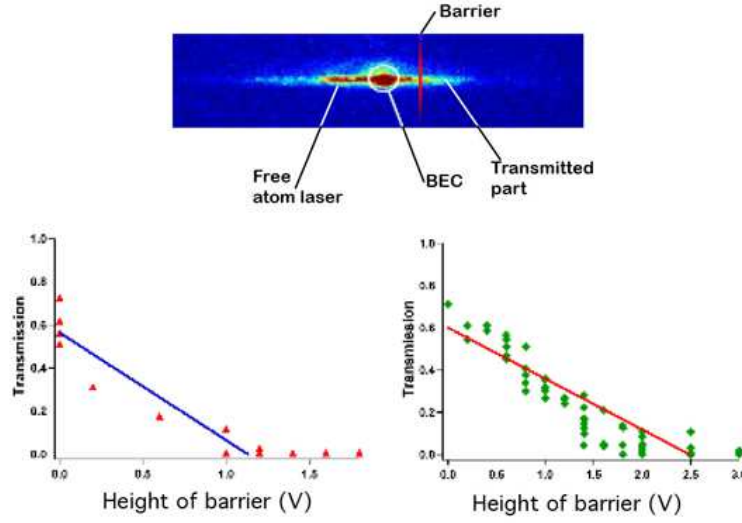 Barrier
Free
atom laser
BEC
Transmitted
part
1.0
0.8
0.6
0.4
0.2
0.0
Transmission
0.0 0.5 1.0 1.5
Height of barrier (V)
1.0
0.8
0.6
0.4
0.2
0.0
Transmission
0.0 0.5 1.0 1.5 2.0 2.5 3.0
Height of barrier (V)